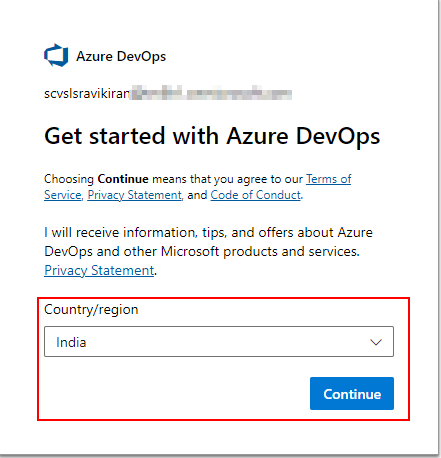 Azure DevOps
scvslsravikiran
Get started with Azure DevOps
Choosing Continue means that you agree to our Terms of
Service, Privacy Statement, and Code of Conduct.
I will receive information, tips, and offers about Azure
DevOps and other Microsoft products and services.
Privacy Statement.
Country/region
India
Continue